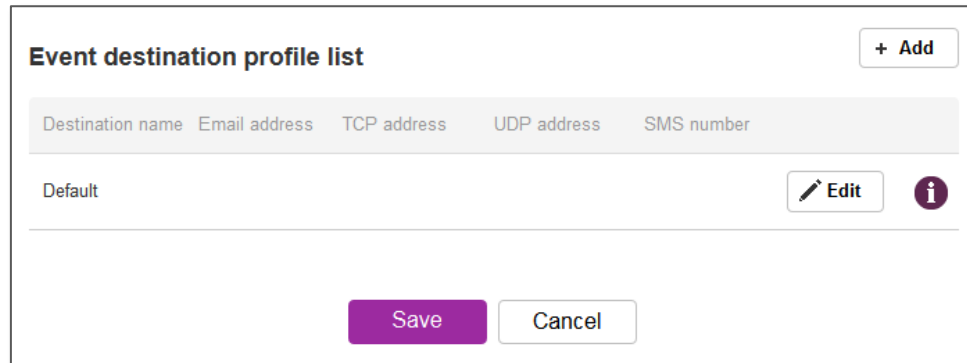 Event destination profile list
+ Add
Destination name Email address TCP address UDP address SMS number
Default
Edit
i
Save Cancel